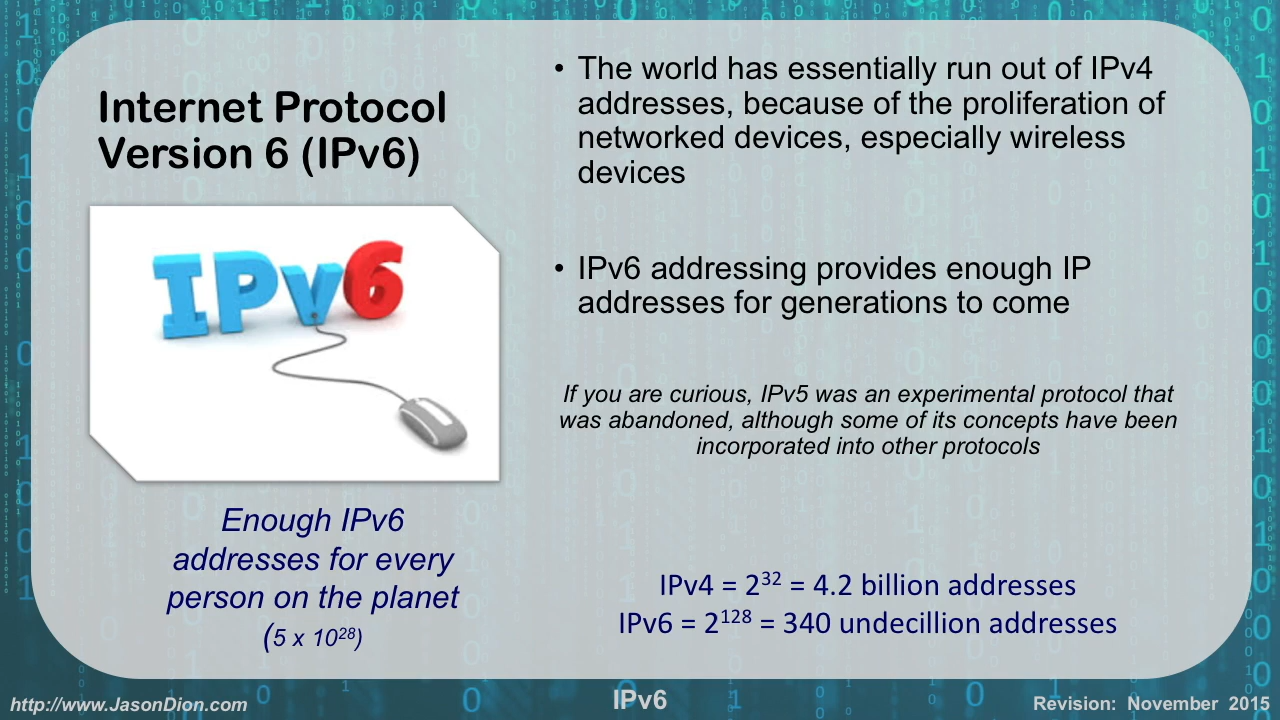 Internet Protocol
Version 6 (IPv6)
IPv6
Enough IPv6
addresses for every
person on the planet
(5 x 10²⁸)
• The world has essentially run out of IPv4
addresses, because of the proliferation of
networked devices, especially wireless
devices
• IPv6 addressing provides enough IP
addresses for generations to come
If you are curious, IPv5 was an experimental protocol that
was abandoned, although some of its concepts have been
incorporated into other protocols
IPv4 = 2³² = 4.2 billion addresses
IPv6 = 2¹²⁸ = 340 undecillion addresses
http://www.JasonDion.com
IPv6
Revision: November 2015